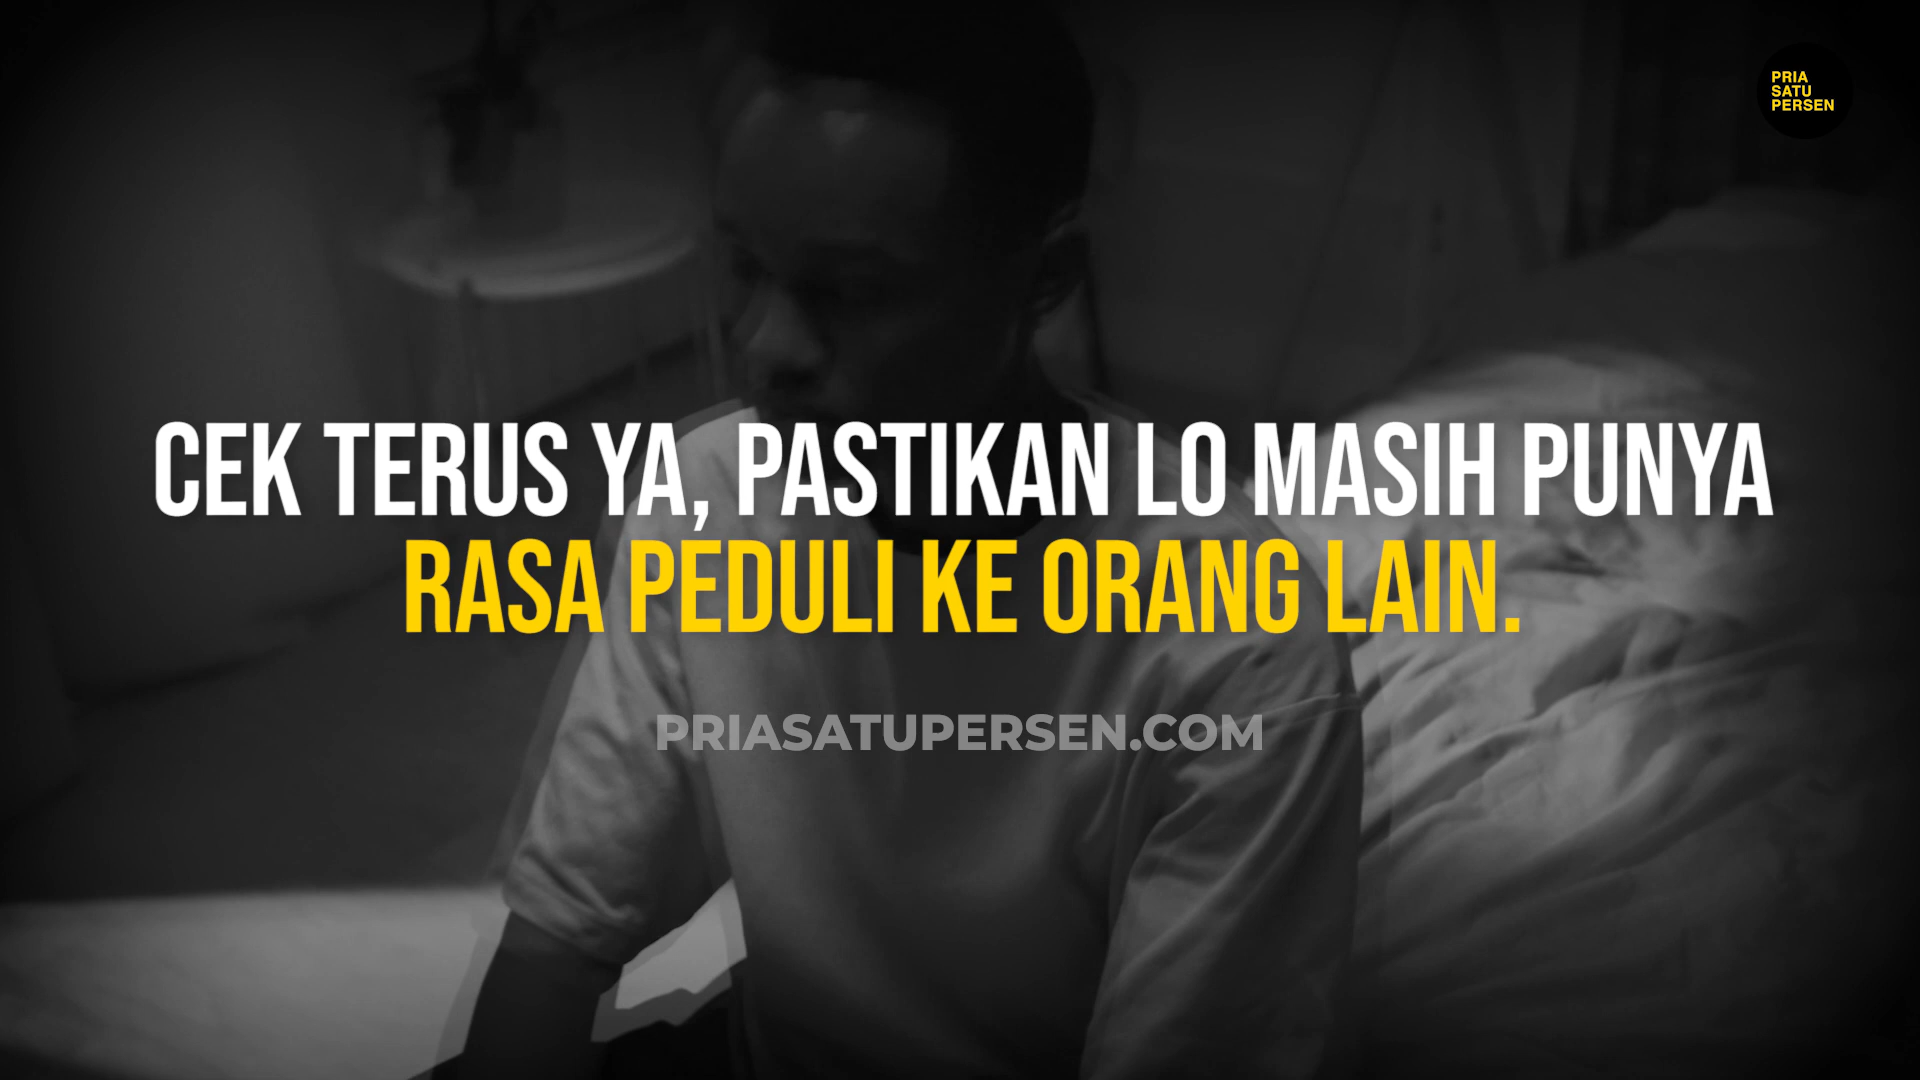 PRIA
SATU
PERSEN
CEK TERUS YA, PASTIKAN LO MASIH PUNYA
RASA PEDULI KE ORANG LAIN.
PRIASATUPERSEN.COM